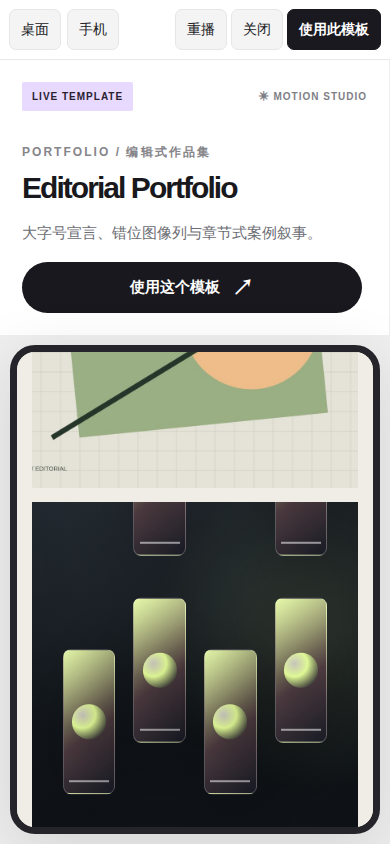 桌面 手机 重播 关闭 使用此模板
LIVE TEMPLATE ☀ MOTION STUDIO
PORTFOLIO / 编辑式作品集
Editorial Portfolio
大字号宣言、错位图像列与章节式案例叙事。
使用这个模板 ↗
/ EDITORIAL